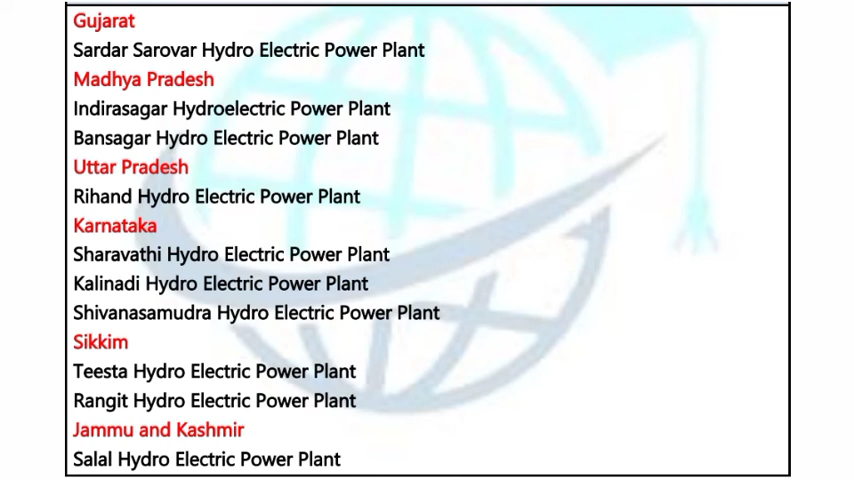 Gujarat
Sardar Sarovar Hydro Electric Power Plant
Madhya Pradesh
Indirasagar Hydroelectric Power Plant
Bansagar Hydro Electric Power Plant
Uttar Pradesh
Rihand Hydro Electric Power Plant
Karnataka
Sharavathi Hydro Electric Power Plant
Kalinadi Hydro Electric Power Plant
Shivanasamudra Hydro Electric Power Plant
Sikkim
Teesta Hydro Electric Power Plant
Rangit Hydro Electric Power Plant
Jammu and Kashmir
Salal Hydro Electric Power Plant